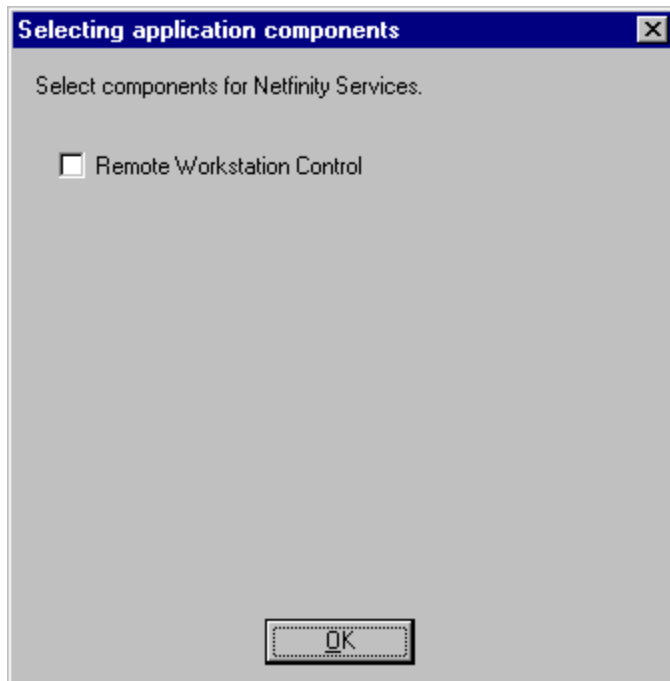 Selecting application components
Select components for Netfinity Services.
Remote Workstation Control
OK